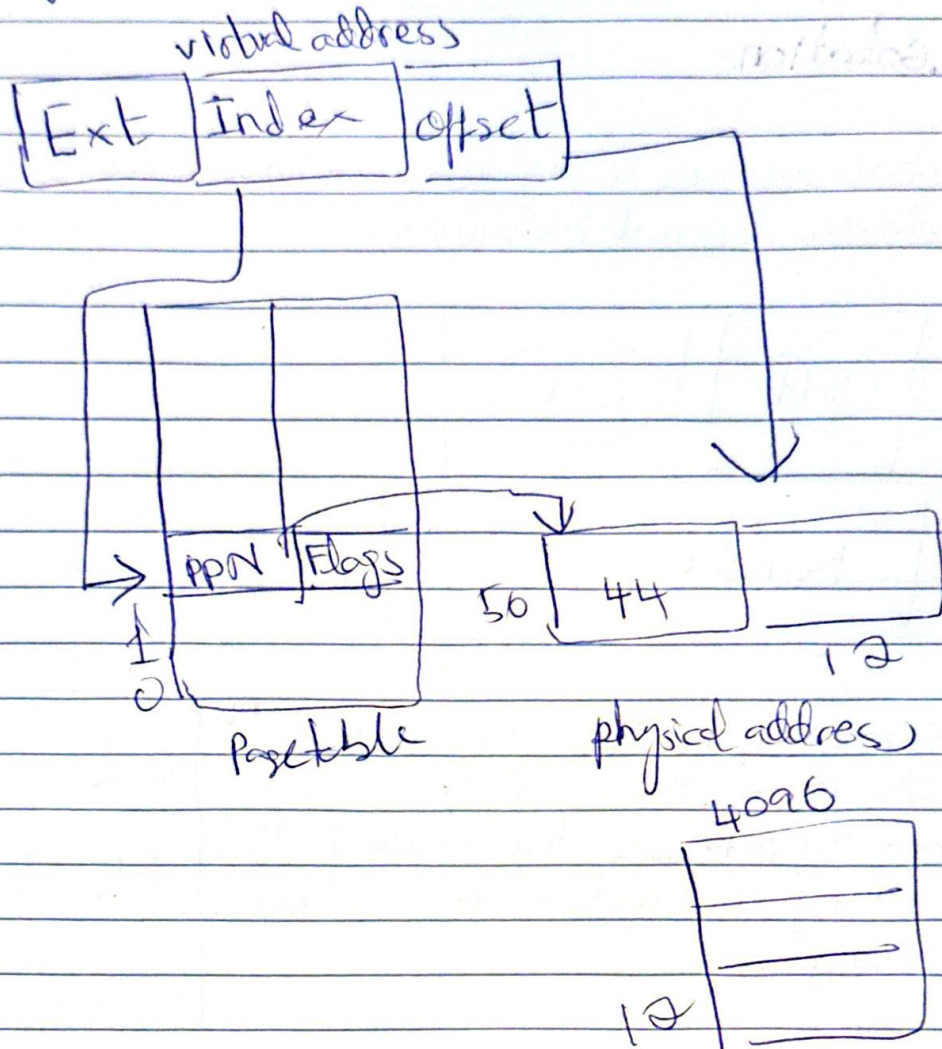 virtual address
Ext Index offset
PPN Flags
56 44
1
0
12
Pagetable
physical address
4096
12